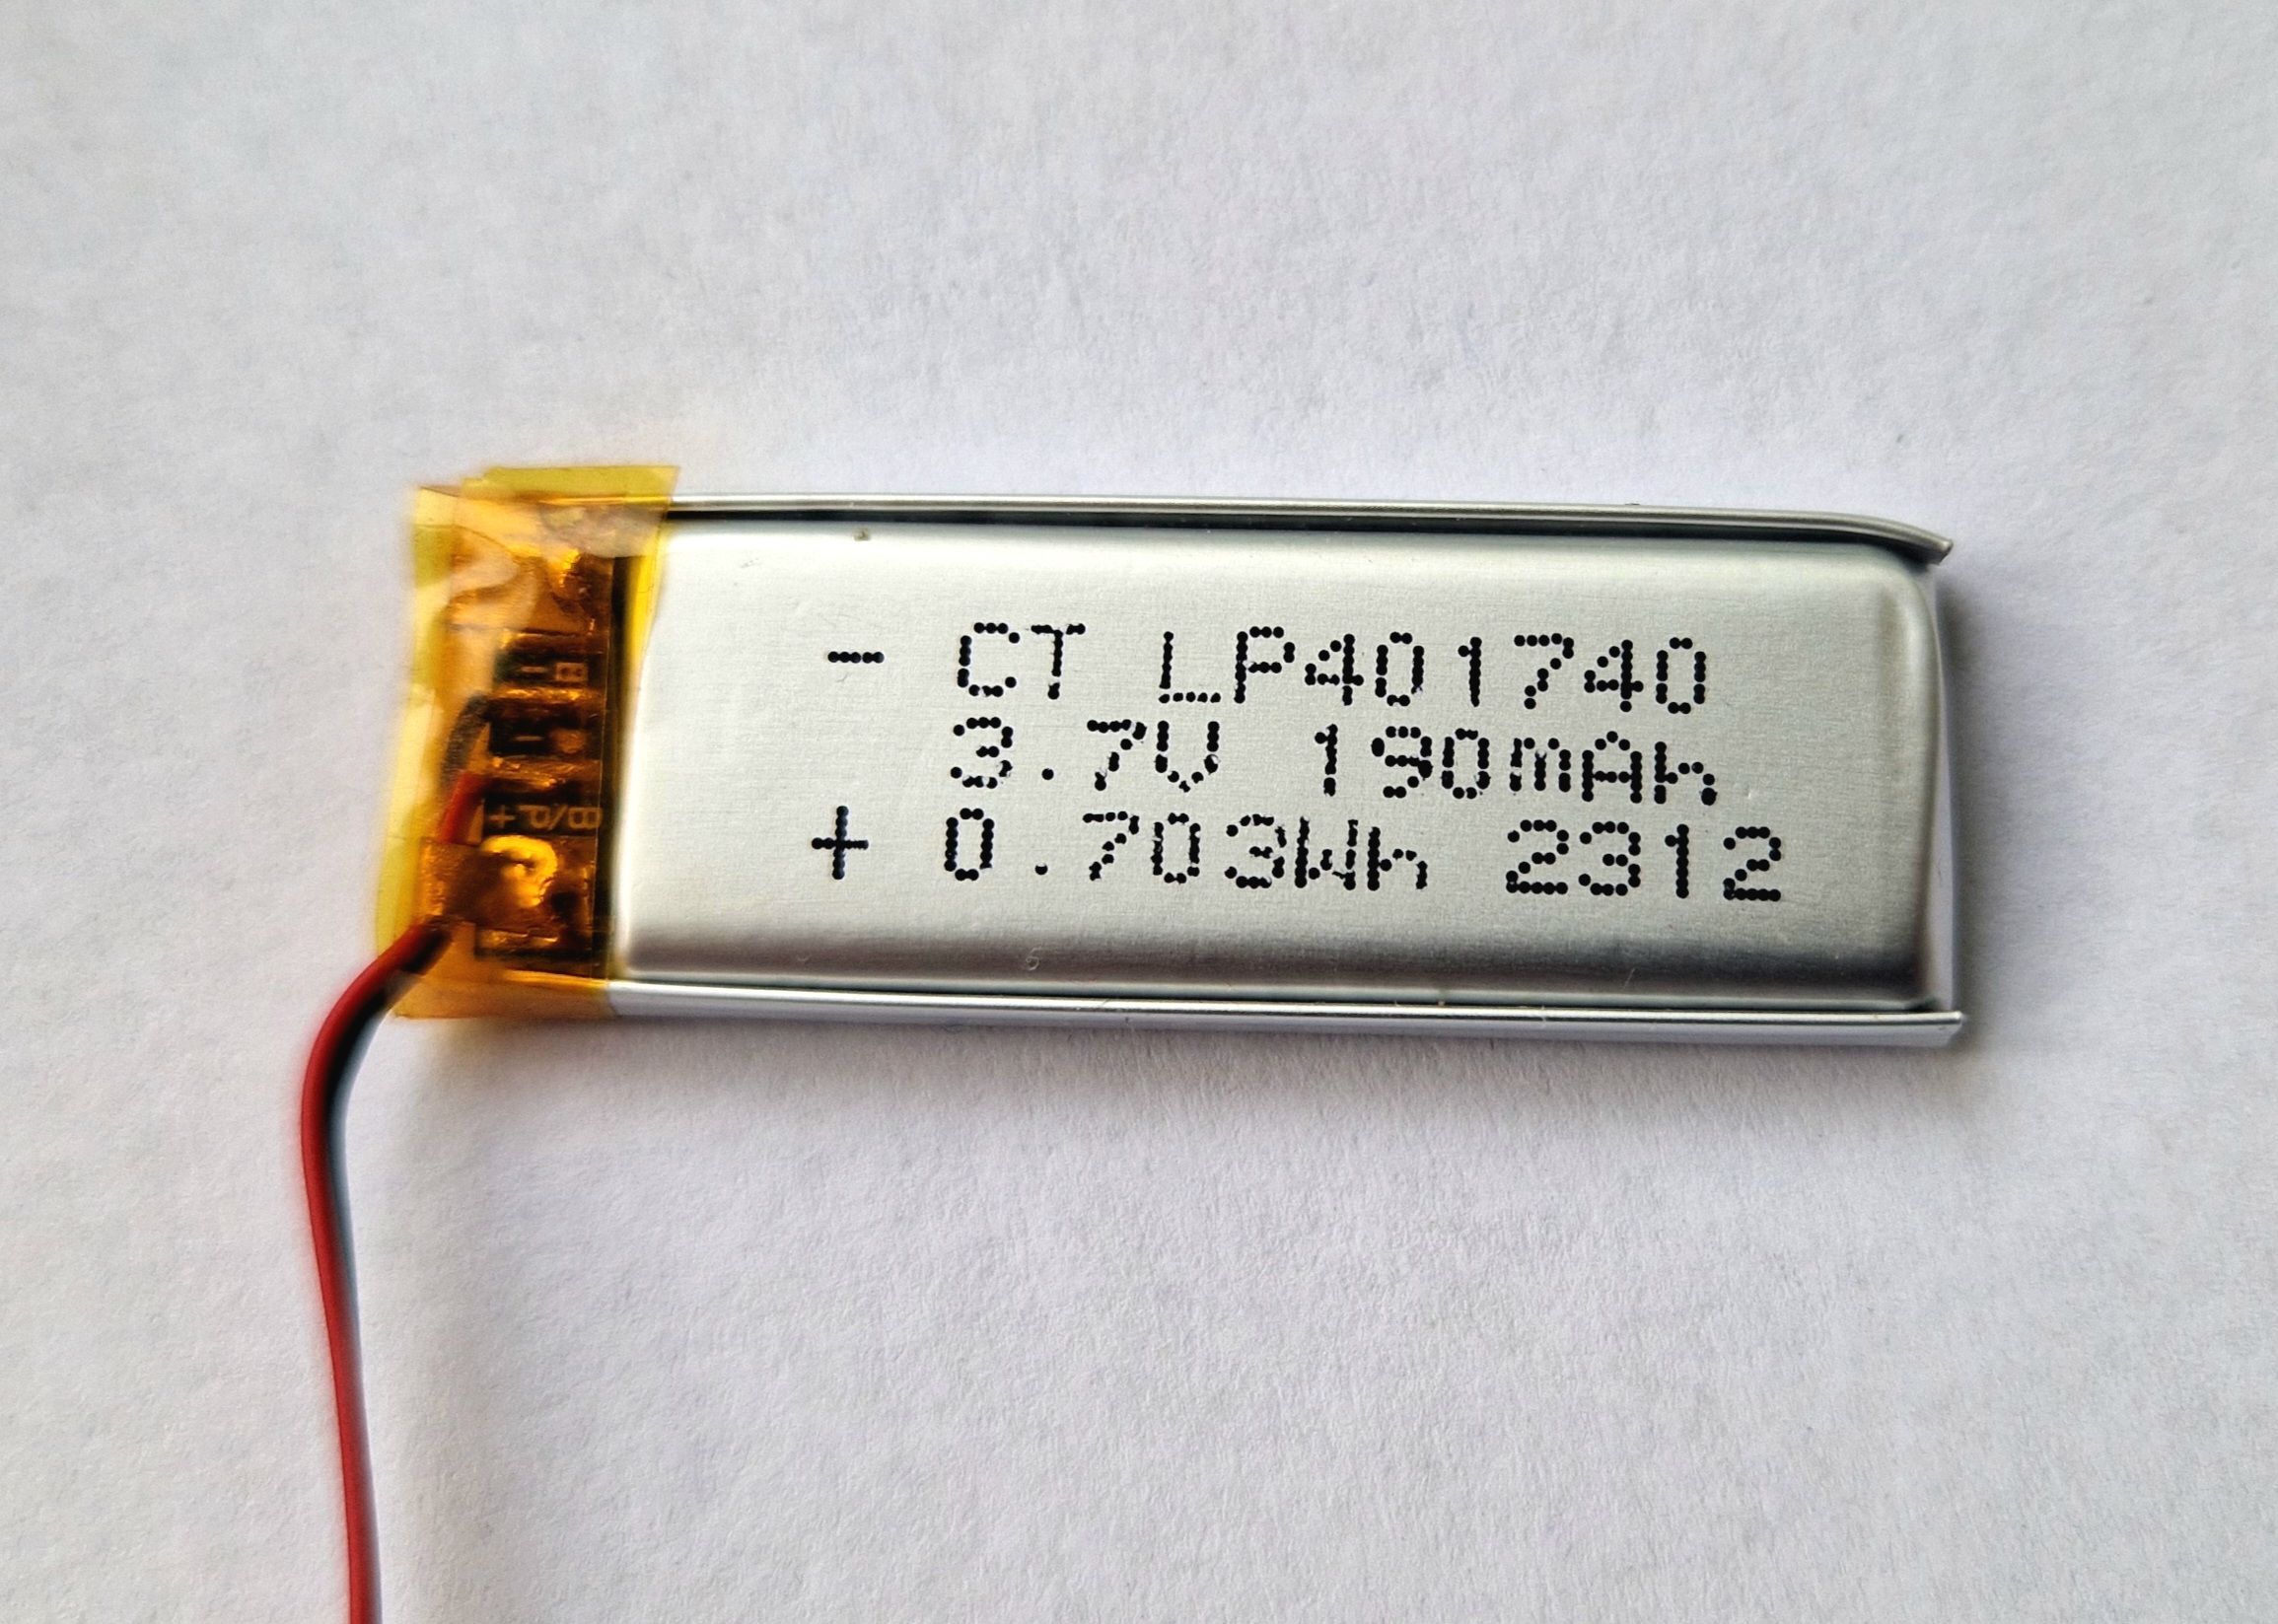 - CT LP401740
3.7V 190mAh
+ 0.703Wh 2312
B/P+